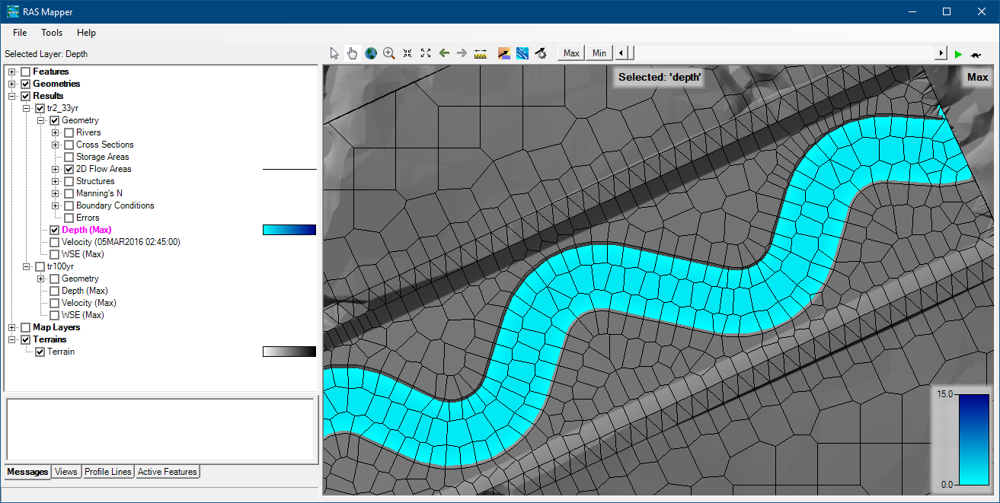 RAS Mapper
File Tools Help
Selected Layer: Depth
Max Min
Features
Geometries
Results
tr2_33yr
Geometry
Rivers
Cross Sections
Storage Areas
2D Flow Areas
Structures
Manning's N
Boundary Conditions
Errors
Depth (Max)
Velocity (05MAR2016 02:45:00)
WSE (Max)
tr100yr
Geometry
Depth (Max)
Velocity (Max)
WSE (Max)
Map Layers
Terrains
Terrain
Messages Views Profile Lines Active Features
Selected: 'depth'
Max
15.0
0.0